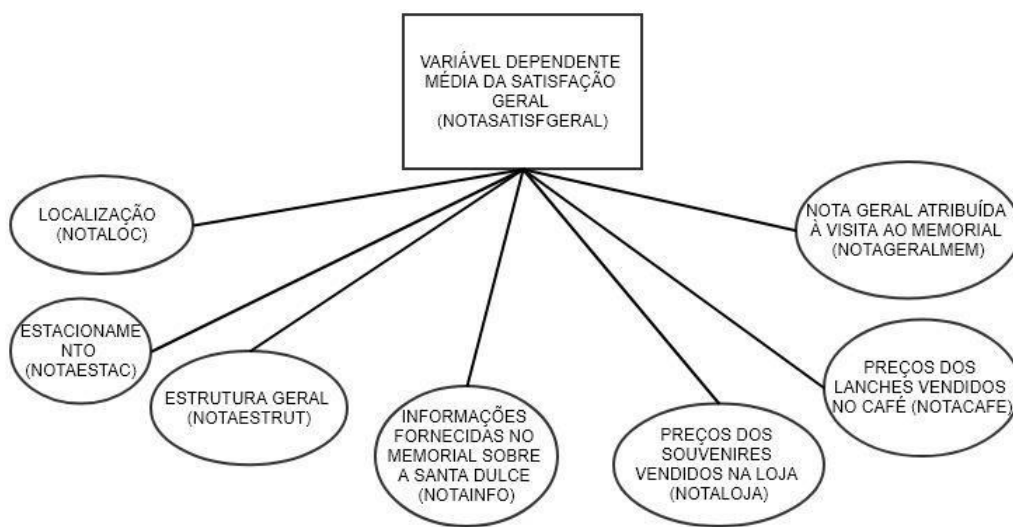 VARIÁVEL DEPENDENTE
MÉDIA DA SATISFAÇÃO
GERAL
(NOTASATISFGERAL)
LOCALIZAÇÃO
(NOTALOC)
NOTA GERAL ATRIBUÍDA
À VISITA AO MEMORIAL
(NOTAGERALMEM)
ESTACIONAME
NTO
(NOTAESTAC)
ESTRUTURA GERAL
(NOTAESTRUT)
INFORMAÇÕES
FORNECIDAS NO
MEMORIAL SOBRE
A SANTA DULCE
(NOTAINFO)
PREÇOS DOS
SOUVENIRES
VENDIDOS NA LOJA
(NOTALOJA)
PREÇOS DOS
LANCHES VENDIDOS
NO CAFÉ (NOTACAFE)